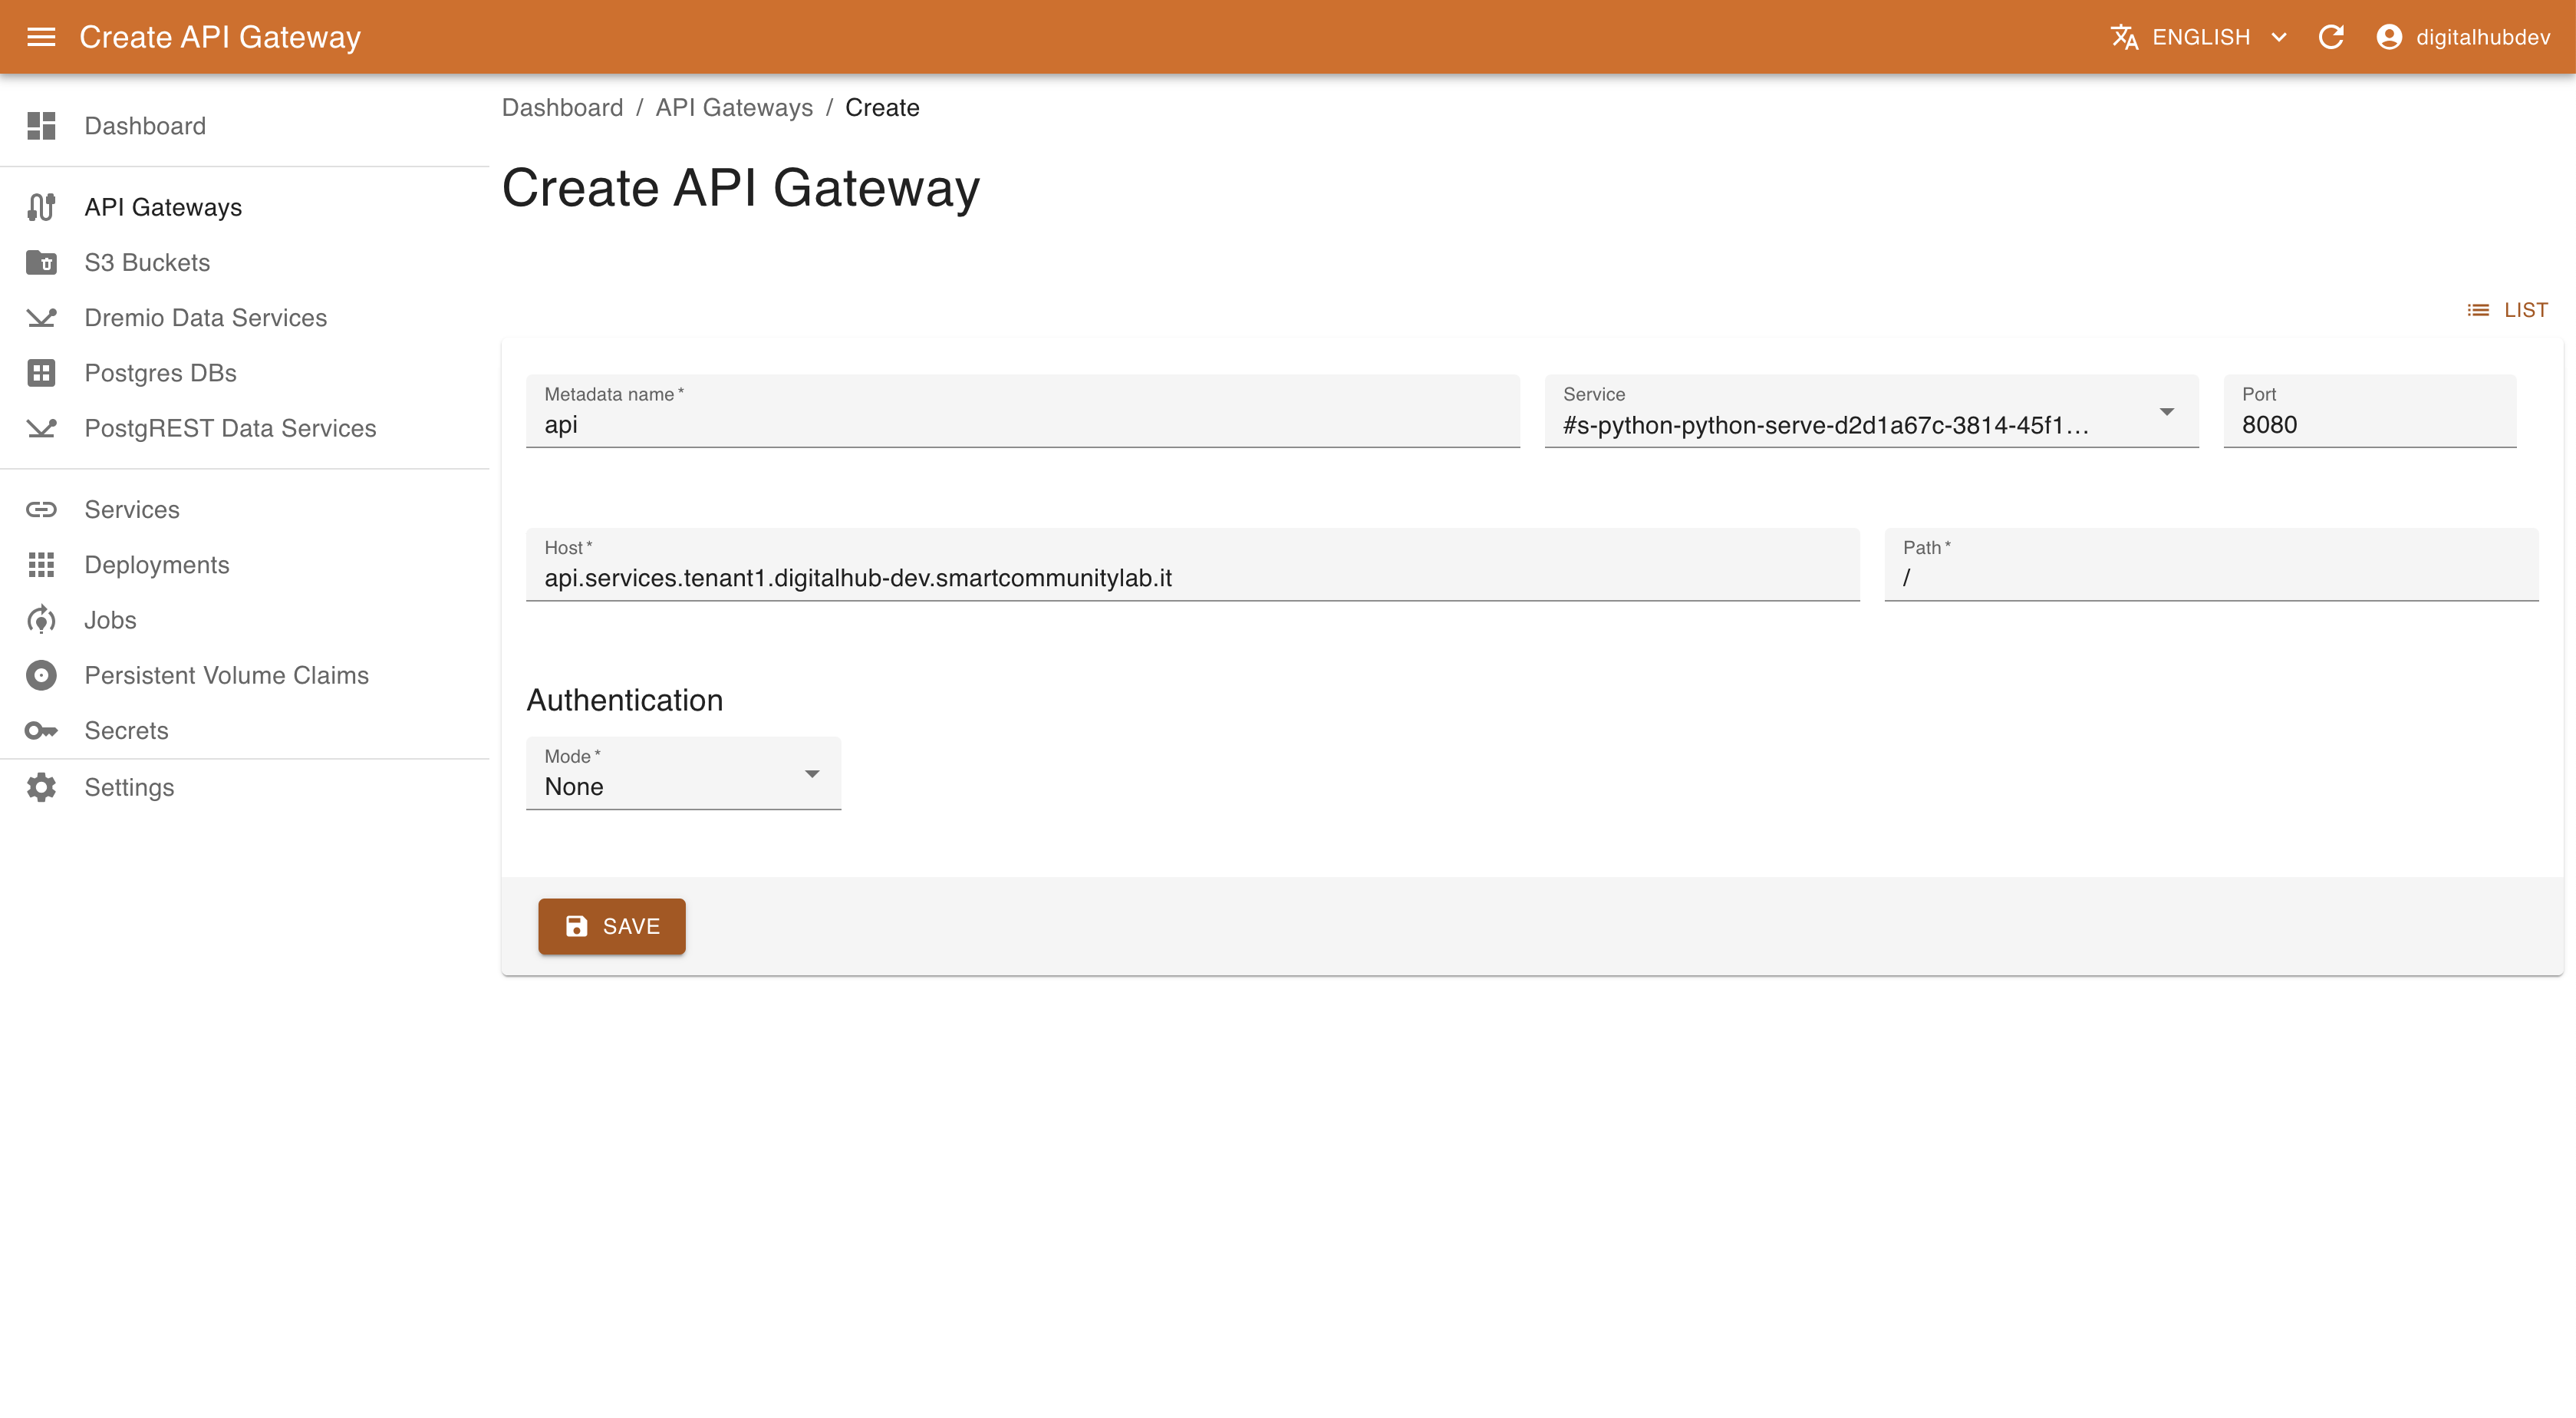 Create API Gateway
ENGLISH
digitalhubdev
Dashboard
API Gateways
S3 Buckets
Dremio Data Services
Postgres DBs
PostgREST Data Services
Services
Deployments
Jobs
Persistent Volume Claims
Secrets
Settings
Dashboard / API Gateways / Create
Create API Gateway
LIST
Metadata name *
api
Service
#s-python-python-serve-d2d1a67c-3814-45f1…
Port
8080
Host *
api.services.tenant1.digitalhub-dev.smartcommunitylab.it
Path *
/
Authentication
Mode *
None
SAVE